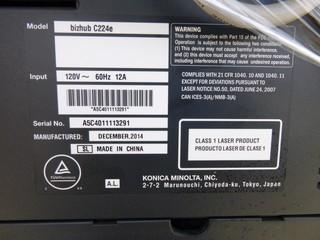 Model
bizhub C224e
WARNING
This device complies with Part 15 of the FCC
Operation is subject to the following two con
(1) this device may not cause harmful interfer
(2) this device must accept any interference received,
including interference that may cause undesired
Input
120V～ 60Hz 12A
COMPLIES WITH 21 CFR 1040. 10 AND 1040. 11
EXCEPT FOR DEVIATIONS PURSUANT TO
LASER NOTICE NO.50, DATED JUNE 24, 2007
CAN ICES-3(A)/NMB-3(A)
*A5C4011113291*
Serial No.
A5C4011113291
MANUFACTURED:
DECEMBER,2014
SL MADE IN CHINA
CLASS 1 LASER PRODUCT
PRODUTO LASER DE CLASE 1
TÜVRheinland
A.L.
KONICA MINOLTA, INC.
2-7-2 Marunouchi, Chiyoda-ku, Tokyo, Japan